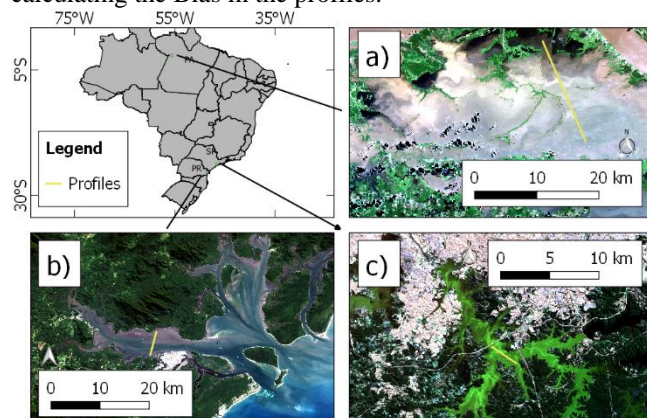 calculating the Bias in the profiles.
75°W 55°W 35°W
5°S
30°S
PA
SP
PR
Legend
Profiles
a)
N
0 10 20 km
b)
0 10 20 km
c)
0 5 10 km